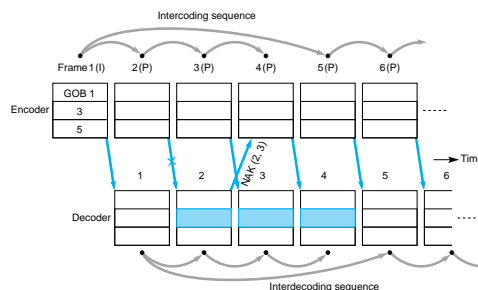 Intercoding sequence
Frame 1 (I) 2 (P) 3 (P) 4 (P) 5 (P) 6 (P)
GOB 1
Encoder 3
5
NAK (2, 3)
Tim
1 2 3 4 5 6
Decoder
Interdecoding sequence